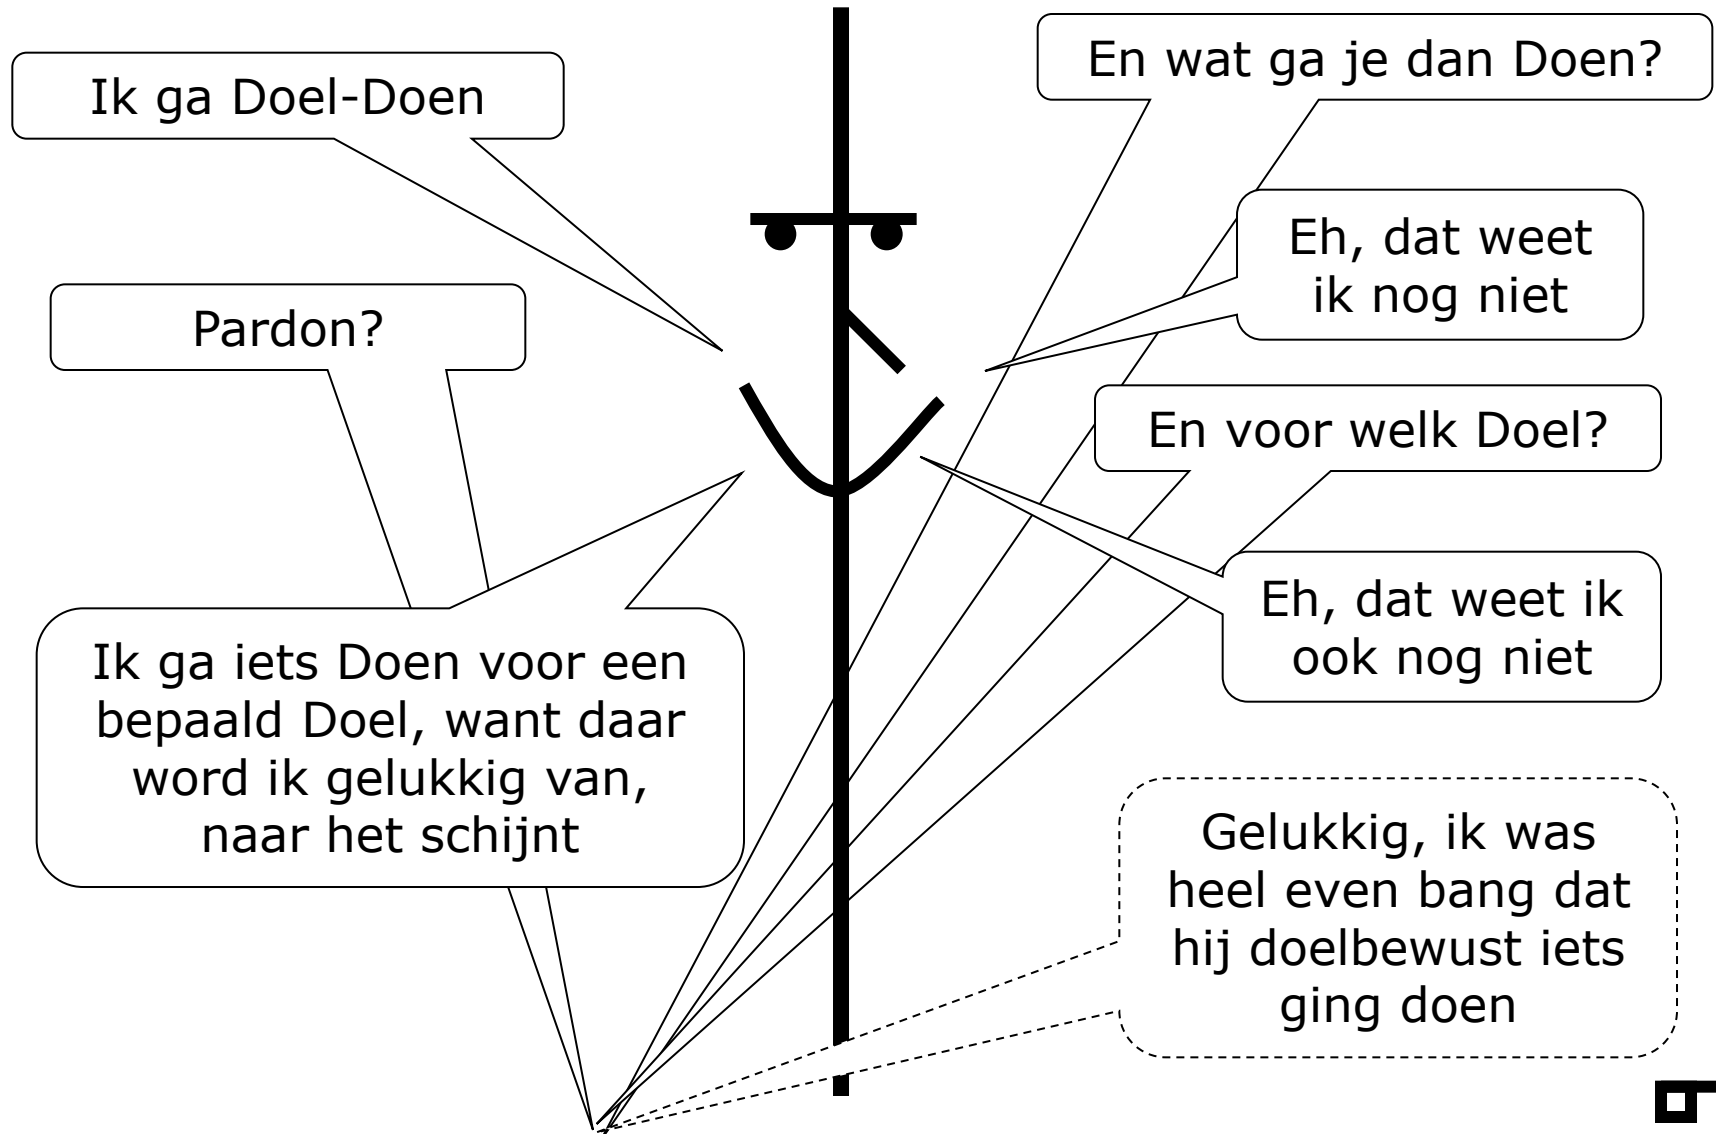 Ik ga Doel-Doen
Pardon?
Ik ga iets Doen voor een
bepaald Doel, want daar
word ik gelukkig van,
naar het schijnt
En wat ga je dan Doen?
Eh, dat weet
ik nog niet
En voor welk Doel?
Eh, dat weet ik
ook nog niet
Gelukkig, ik was
heel even bang dat
hij doelbewust iets
ging doen